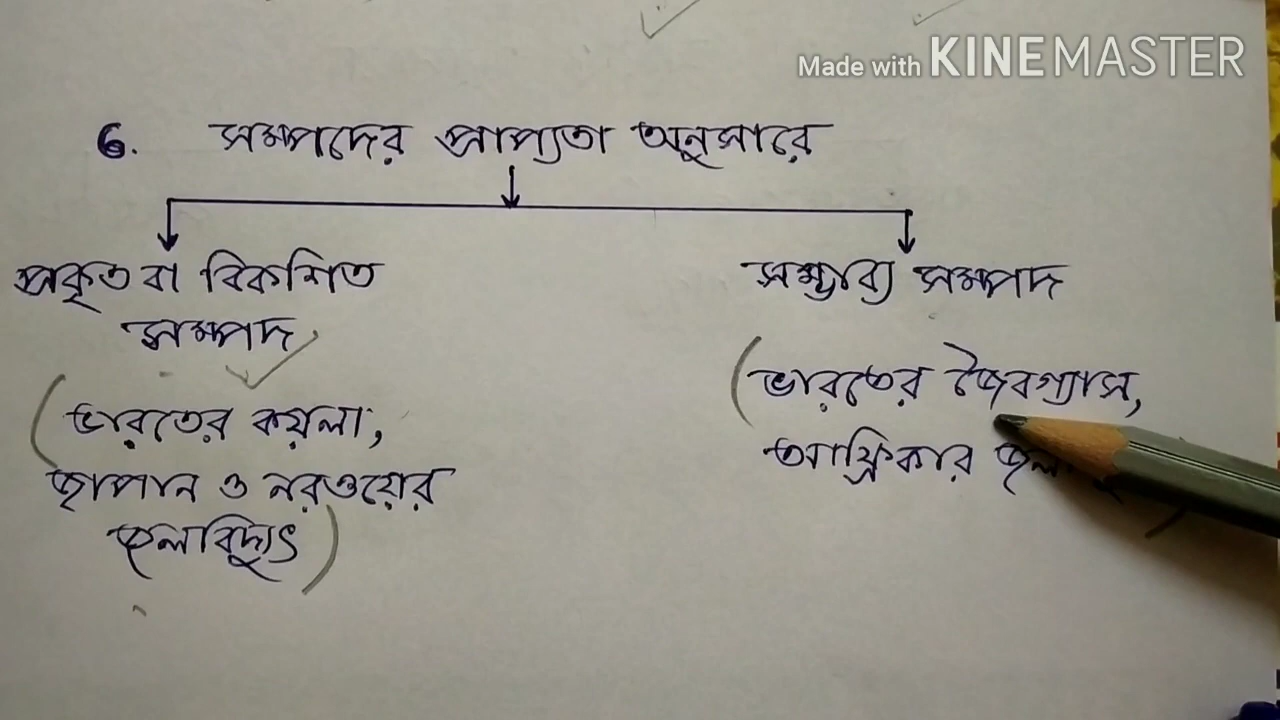 Made with KINEMASTER
6. সম্পদের প্রাপ্যতা অনুসারে
প্রকৃত বা বিকশিত
সম্পদ
সম্ভাব্য সম্পদ
(ভারতের কয়লা,
জাপান ও নরওয়ের
জলবিদ্যুৎ)
(ভারতের জৈবগ্যাস,
আফ্রিকার